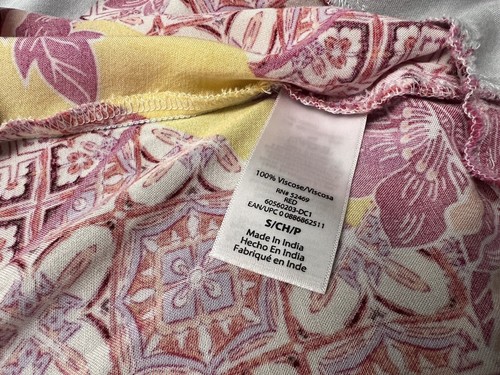 100% Viscose/Viscosa
RN# 52469
RED
60560203-DC1
EAN/UPC 0 0886862511
S/CH/P
Made In India
Hecho En India
Fabriqué en Inde